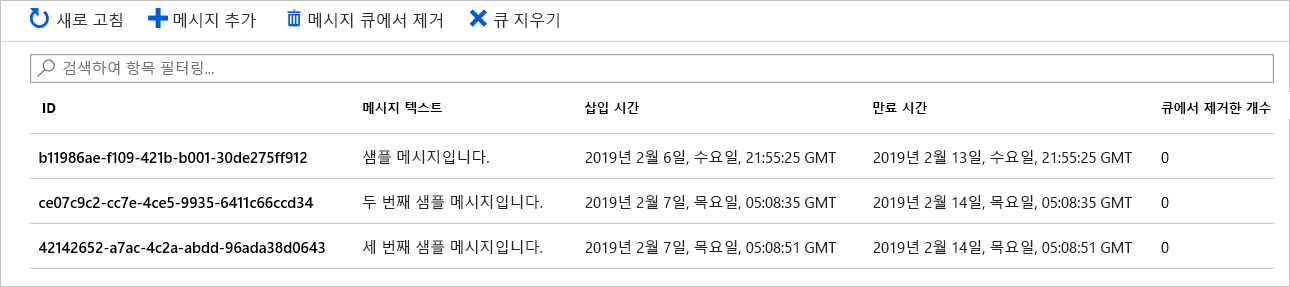 새로 고침 메시지 추가 메시지 큐에서 제거 큐 지우기
검색하여 항목 필터링...
ID 메시지 텍스트 삽입 시간 만료 시간 큐에서 제거한 개수
b11986ae-f109-421b-b001-30de275ff912 샘플 메시지입니다. 2019년 2월 6일, 수요일, 21:55:25 GMT 2019년 2월 13일, 수요일, 21:55:25 GMT 0
ce07c9c2-cc7e-4ce5-9935-6411c66ccd34 두 번째 샘플 메시지입니다. 2019년 2월 7일, 목요일, 05:08:35 GMT 2019년 2월 14일, 목요일, 05:08:35 GMT 0
42142652-a7ac-4c2a-abdd-96ada38d0643 세 번째 샘플 메시지입니다. 2019년 2월 7일, 목요일, 05:08:51 GMT 2019년 2월 14일, 목요일, 05:08:51 GMT 0